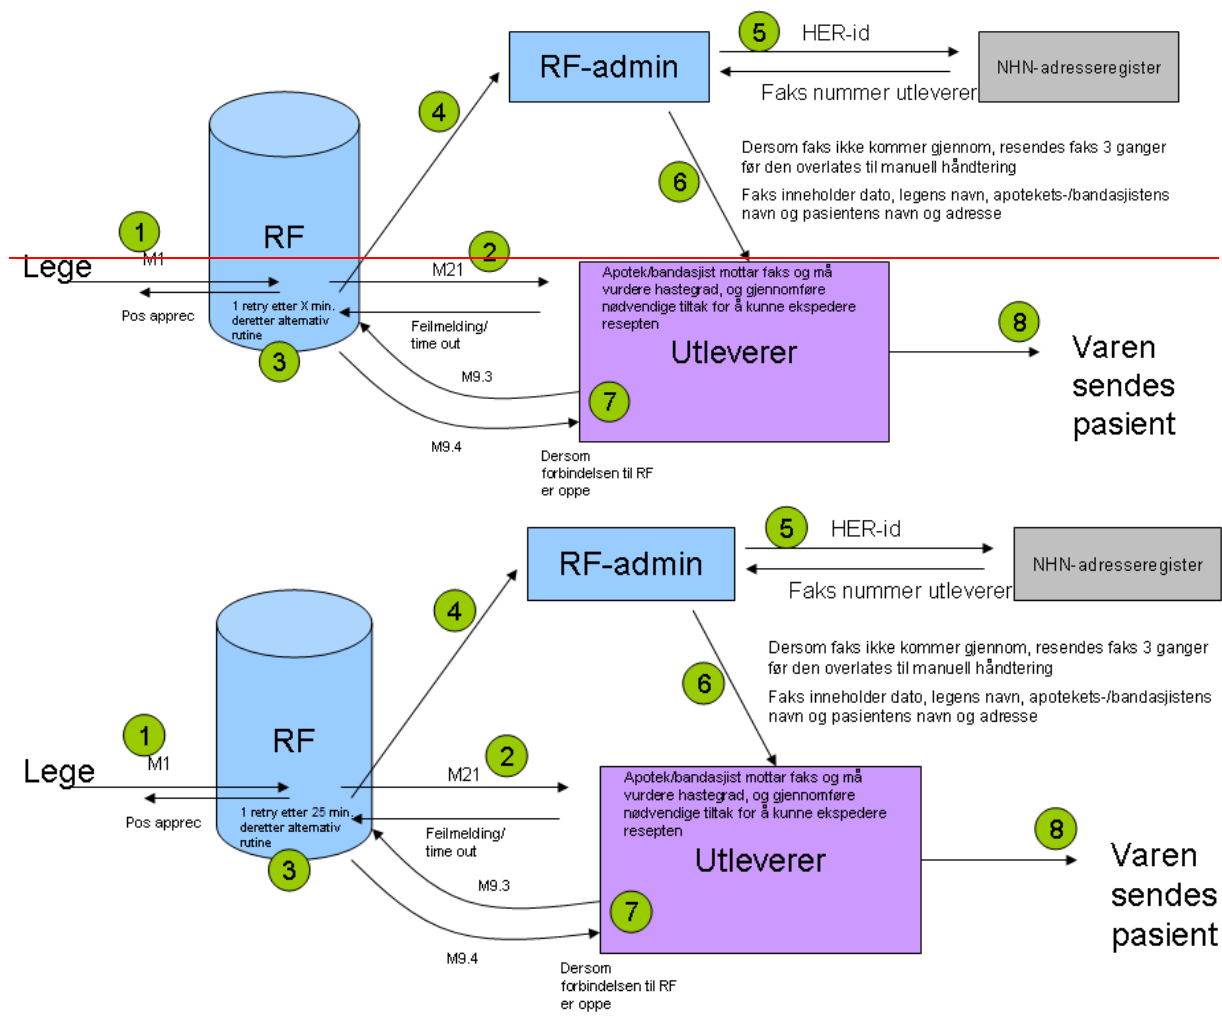 5
HER-id
RF-admin
NHN-adresseregister
Faks nummer utleverer
4
Dersom faks ikke kommer gjennom, resendes faks 3 ganger
før den overlates til manuell håndtering
6
Faks inneholder dato, legens navn, apotekets-/bandasjistens
navn og pasientens navn og adresse
1
RF
2
M1
Lege
M21
Apotek/bandasjist mottar faks og må
vurdere hastegrad, og gjennomføre
nødvendige tiltak for å kunne ekspedere
resepten
Pos apprec
1 retry etter X min.
deretter alternativ
rutine
Feilmelding/
time out
8
Utleverer
Varen
sendes
pasient
3
M9.3
7
M9.4
Dersom
forbindelsen til RF
er oppe
5
HER-id
RF-admin
NHN-adresseregister
Faks nummer utleverer
4
Dersom faks ikke kommer gjennom, resendes faks 3 ganger
før den overlates til manuell håndtering
6
Faks inneholder dato, legens navn, apotekets-/bandasjistens
navn og pasientens navn og adresse
1
RF
2
M1
Lege
M21
Apotek/bandasjist mottar faks og må
vurdere hastegrad, og gjennomføre
nødvendige tiltak for å kunne ekspedere
resepten
Pos apprec
1 retry etter 25 min.
deretter alternativ
rutine
Feilmelding/
time out
8
Utleverer
Varen
sendes
pasient
3
M9.3
7
M9.4
Dersom
forbindelsen til RF
er oppe